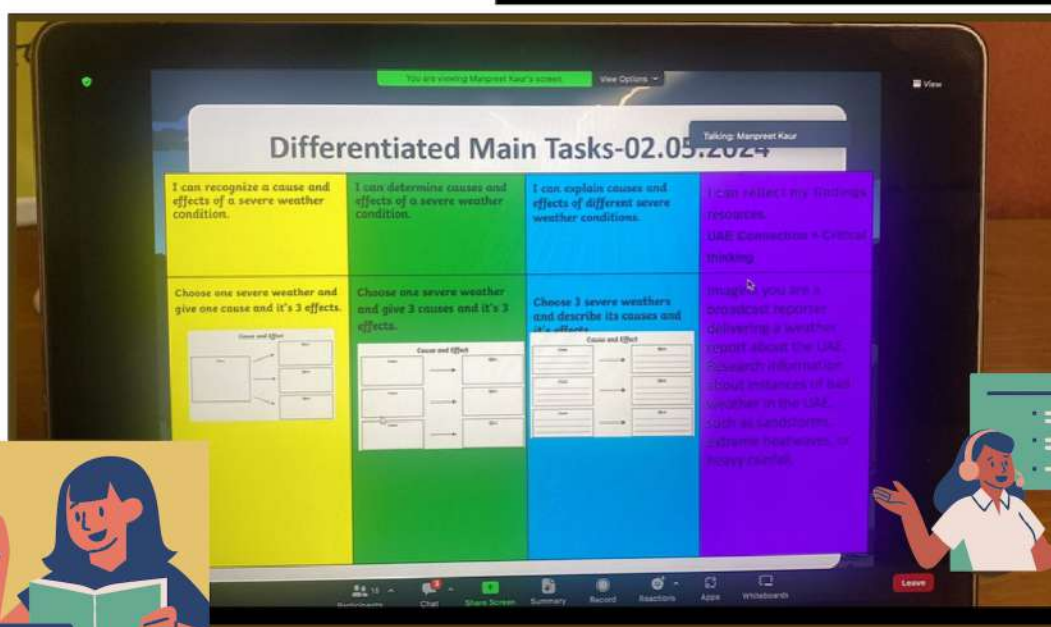 You are viewing Manpreet Kaur's screen
View Options
View
Talking: Manpreet Kaur
Differentiated Main Tasks-02.05.2024
I can recognize a cause and
effects of a severe weather
condition.
I can determine causes and
effects of a severe weather
condition.
I can explain causes and
effects of different severe
weather conditions.
I can reflect my findings
resources.
UAE Connection + Critical
thinking
Choose one severe weather and
give one cause and it's 3 effects.
Cause and Effect
Choose one severe weather
and give 3 causes and it's 3
effects.
Cause and Effect
Choose 3 severe weathers
and describe its causes and
it's effects
Cause and Effect
Imagine you are a
broadcast reporter
delivering a weather
report about the UAE.
Research information
about instances of bad
weather in the UAE,
such as sandstorms,
extreme heatwaves, or
heavy rainfall.
Participants
Chat
3
Share Screen
Summary
Record
Reactions
Apps
Whiteboards
Leave